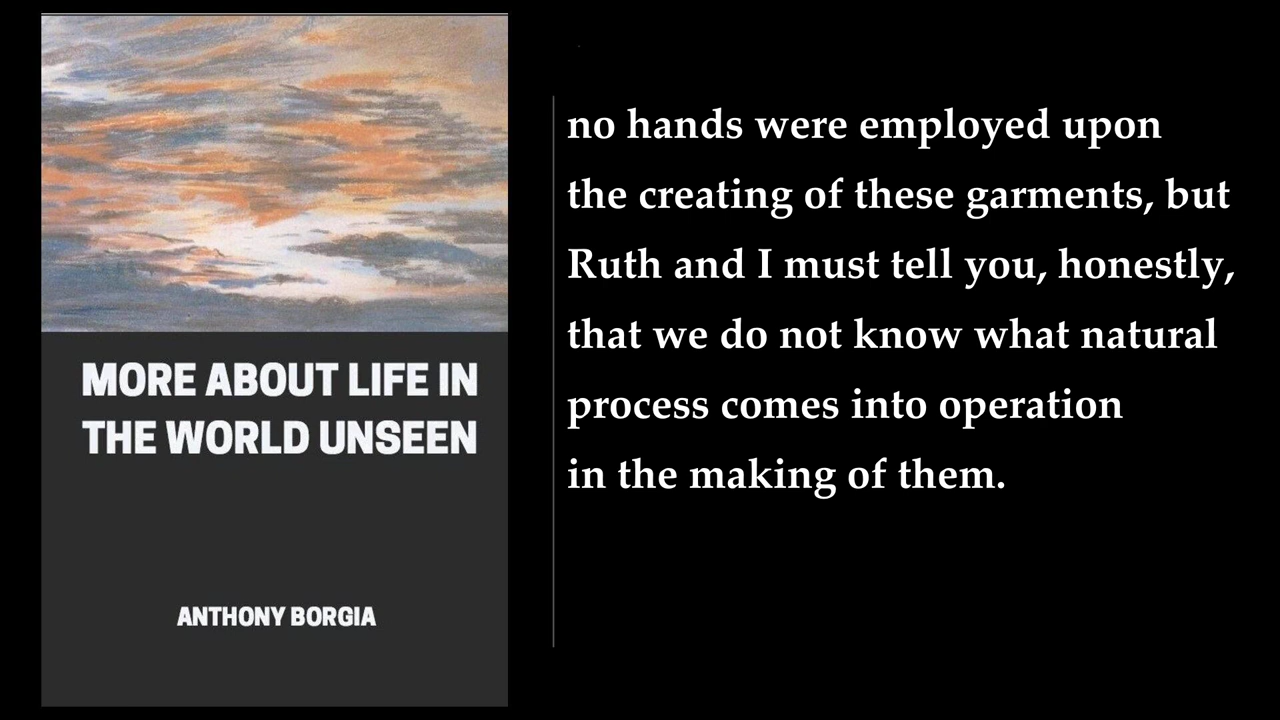 MORE ABOUT LIFE IN
THE WORLD UNSEEN
ANTHONY BORGIA
no hands were employed upon
the creating of these garments, but
Ruth and I must tell you, honestly,
that we do not know what natural
process comes into operation
in the making of them.